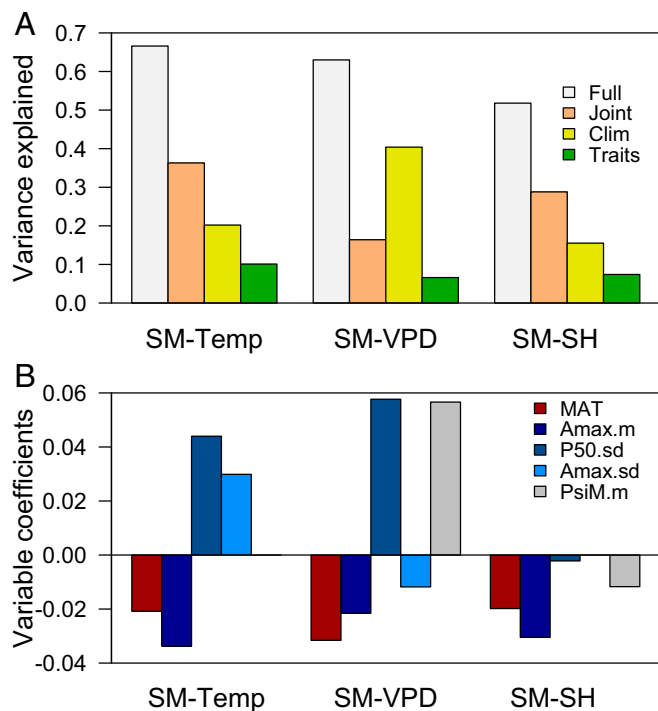 A
Variance explained
0.7
0.6
0.5
0.4
0.3
0.2
0.1
0.0
Full
Joint
Clim
Traits
SM-Temp SM-VPD SM-SH
B
Variable coefficients
0.06
0.04
0.02
0.00
-0.02
-0.04
MAT
Amax.m
P50.sd
Amax.sd
PsiM.m
SM-Temp SM-VPD SM-SH